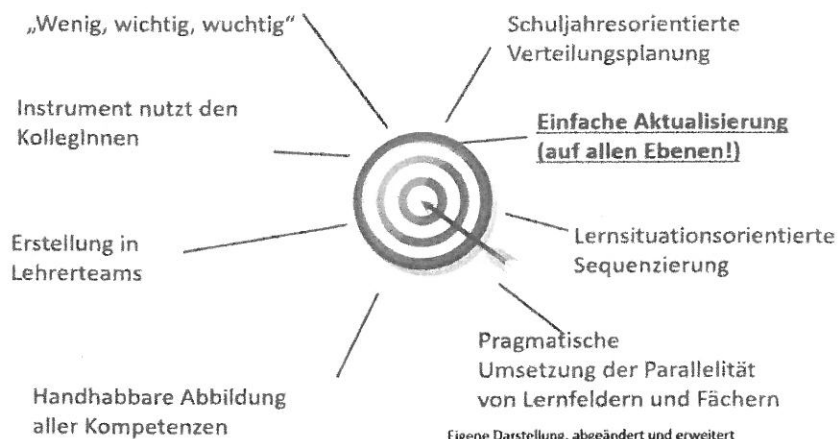 „Wenig, wichtig, wuchtig“
Schuljahresorientierte
Verteilungsplanung
Instrument nutzt den
KollegInnen
Einfache Aktualisierung
(auf allen Ebenen!)
Erstellung in
Lehrerteams
Lernsituationsorientierte
Sequenzierung
Pragmatische
Umsetzung der Parallelität
von Lernfeldern und Fächern
Handhabbare Abbildung
aller Kompetenzen
Eigene Darstellung, abgeändert und erweitert